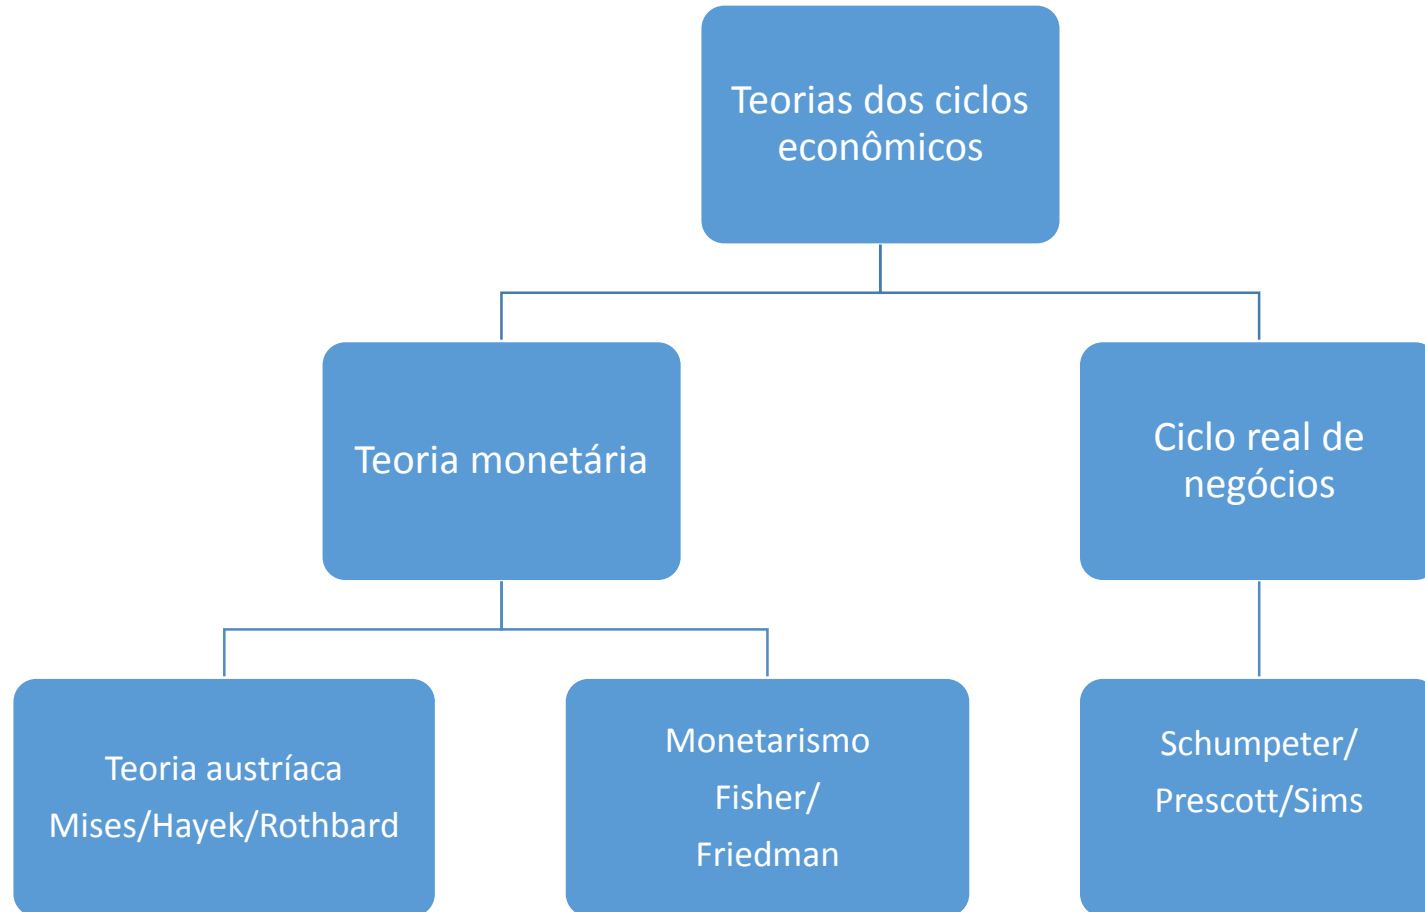 Teorias dos ciclos
econômicos
Teoria monetária
Ciclo real de
negócios
Teoria austríaca
Mises/Hayek/Rothbard
Monetarismo
Fisher/
Friedman
Schumpeter/
Prescott/Sims